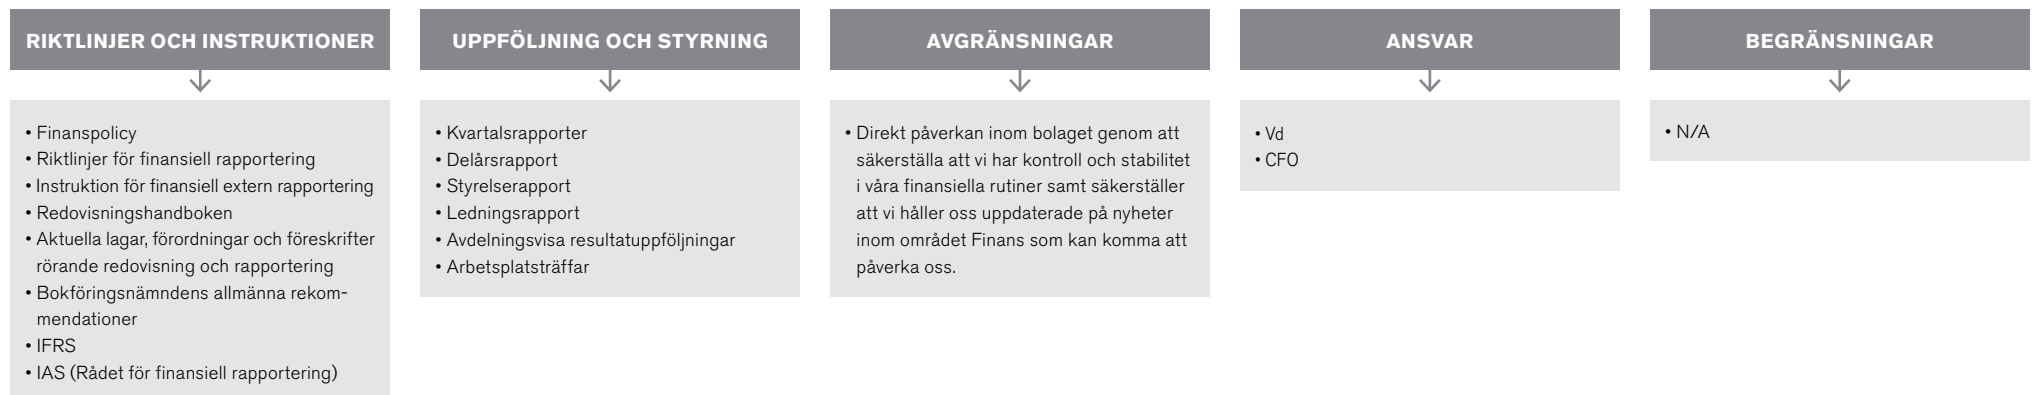 RIKTLINJER OCH INSTRUKTIONER
• Finanspolicy
• Riktlinjer för finansiell rapportering
• Instruktion för finansiell extern rapportering
• Redovisningshandboken
• Aktuella lagar, förordningar och föreskrifter
rörande redovisning och rapportering
• Bokföringsnämndens allmänna rekom-
mendationer
• IFRS
• IAS (Rådet för finansiell rapportering)
UPPFÖLJNING OCH STYRNING
• Kvartalsrapporter
• Delårsrapport
• Styrelserapport
• Ledningsrapport
• Avdelningsvisa resultatuppföljningar
• Arbetsplatsträffar
AVGRÄNSNINGAR
• Direkt påverkan inom bolaget genom att
säkerställa att vi har kontroll och stabilitet
i våra finansiella rutiner samt säkerställer
att vi håller oss uppdaterade på nyheter
inom området Finans som kan komma att
påverka oss.
ANSVAR
• Vd
• CFO
BEGRÄNSNINGAR
• N/A